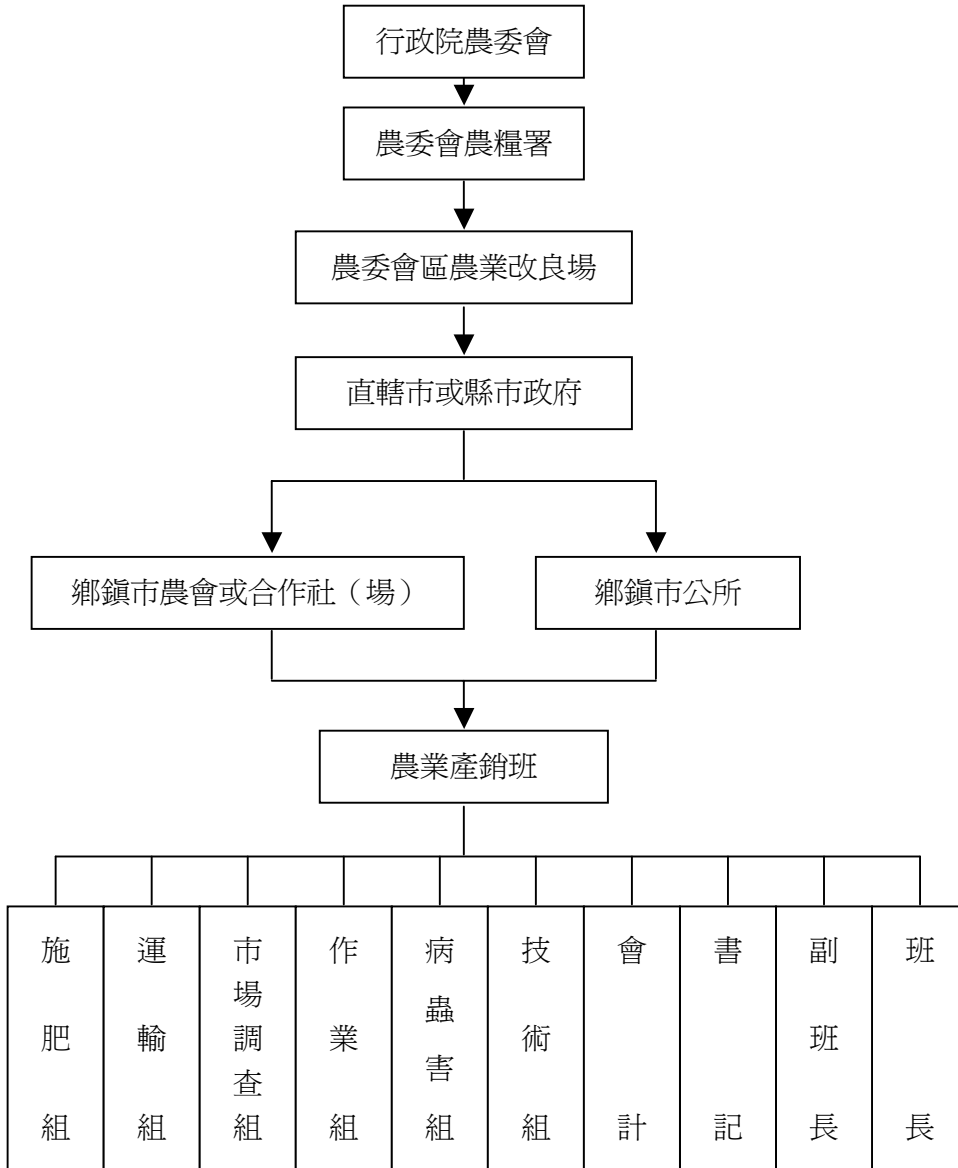 行政院農委會
農委會農糧署
農委會區農業改良場
直轄市或縣市政府
鄉鎮市農會或合作社（場）
鄉鎮市公所
農業產銷班
施肥組
運輸組
市場調查組
作業組
病蟲害組
技術組
會計
書記
副班長
班長